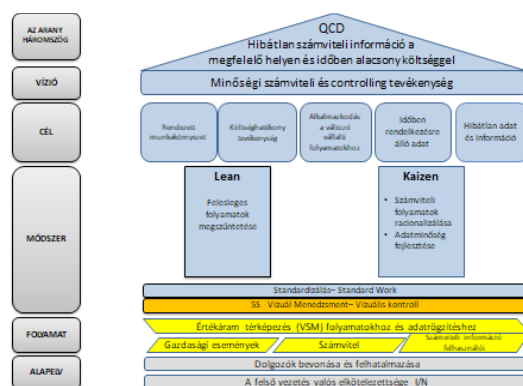 AZ ARANY
HÁROMSZÖG
QCD
Hibátlan számviteli információ a
megfelelő helyen és időben alacsony költséggel
VÍZIÓ
Minőségi számviteli és controlling tevékenység
CÉL
Rendezett
munkakörnyezet
Költséghatékony
tevékenység
Alkalmazkodás
a változó
vállalti
folyamatokhoz
Időben
rendelkezésre
álló adat
Hibátlan adat
és információ
MÓDSZER
Lean
Felesleges
folyamatok
megszűntetése
Kaizen
• Számviteli
folyamatok
racionalizálása
• Adatminőség
fejlesztése
Standardizálás– Standard Work
5S - Vizuál Menedzsment– Vizuális kontroll
FOLYAMAT
Értékáram térképezés (VSM) folyamatokhoz és adatrögzítéshez
Gazdasági események
Számvitel
Számviteli információ
felhasználói
ALAPELV
Dolgozók bevonása és felhatalmazása
A felső vezetés valós elkötelezettsége I/N